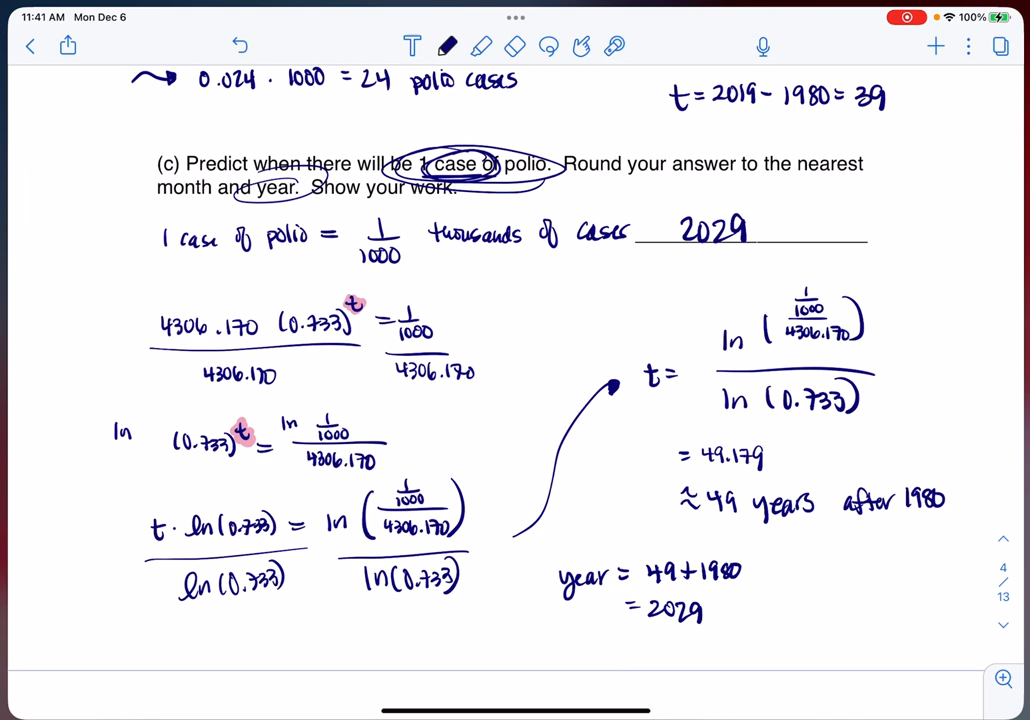 11:41 AM Mon Dec 6
100%
0.024 · 1000 = 24 polio cases
t = 2019 - 1980 = 39
(c) Predict when there will be 1 case of polio. Round your answer to the nearest
month and year. Show your work.
1 case of polio = 1/1000 thousands of cases 2029
4306.170 (0.733)^t / 4306.170 = 1/1000 / 4306.170
ln (0.733)^t = ln 1/1000 / 4306.170
t · ln(0.733) / ln(0.733) = ln (1/1000 / 4306.170) / ln(0.733)
t = ln (1/1000 / 4306.170) / ln (0.733)
= 49.179
≈ 49 years after 1980
year = 49 + 1980
= 2029
4
/
13